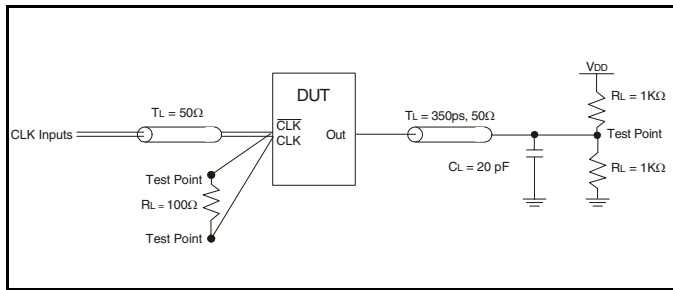 VDD
DUT
RL = 1KΩ
TL = 50Ω
TL = 350ps, 50Ω
CLK
CLK Inputs
CLK
Out
Test Point
CL = 20 pF
RL = 1KΩ
Test Point
RL = 100Ω
Test Point